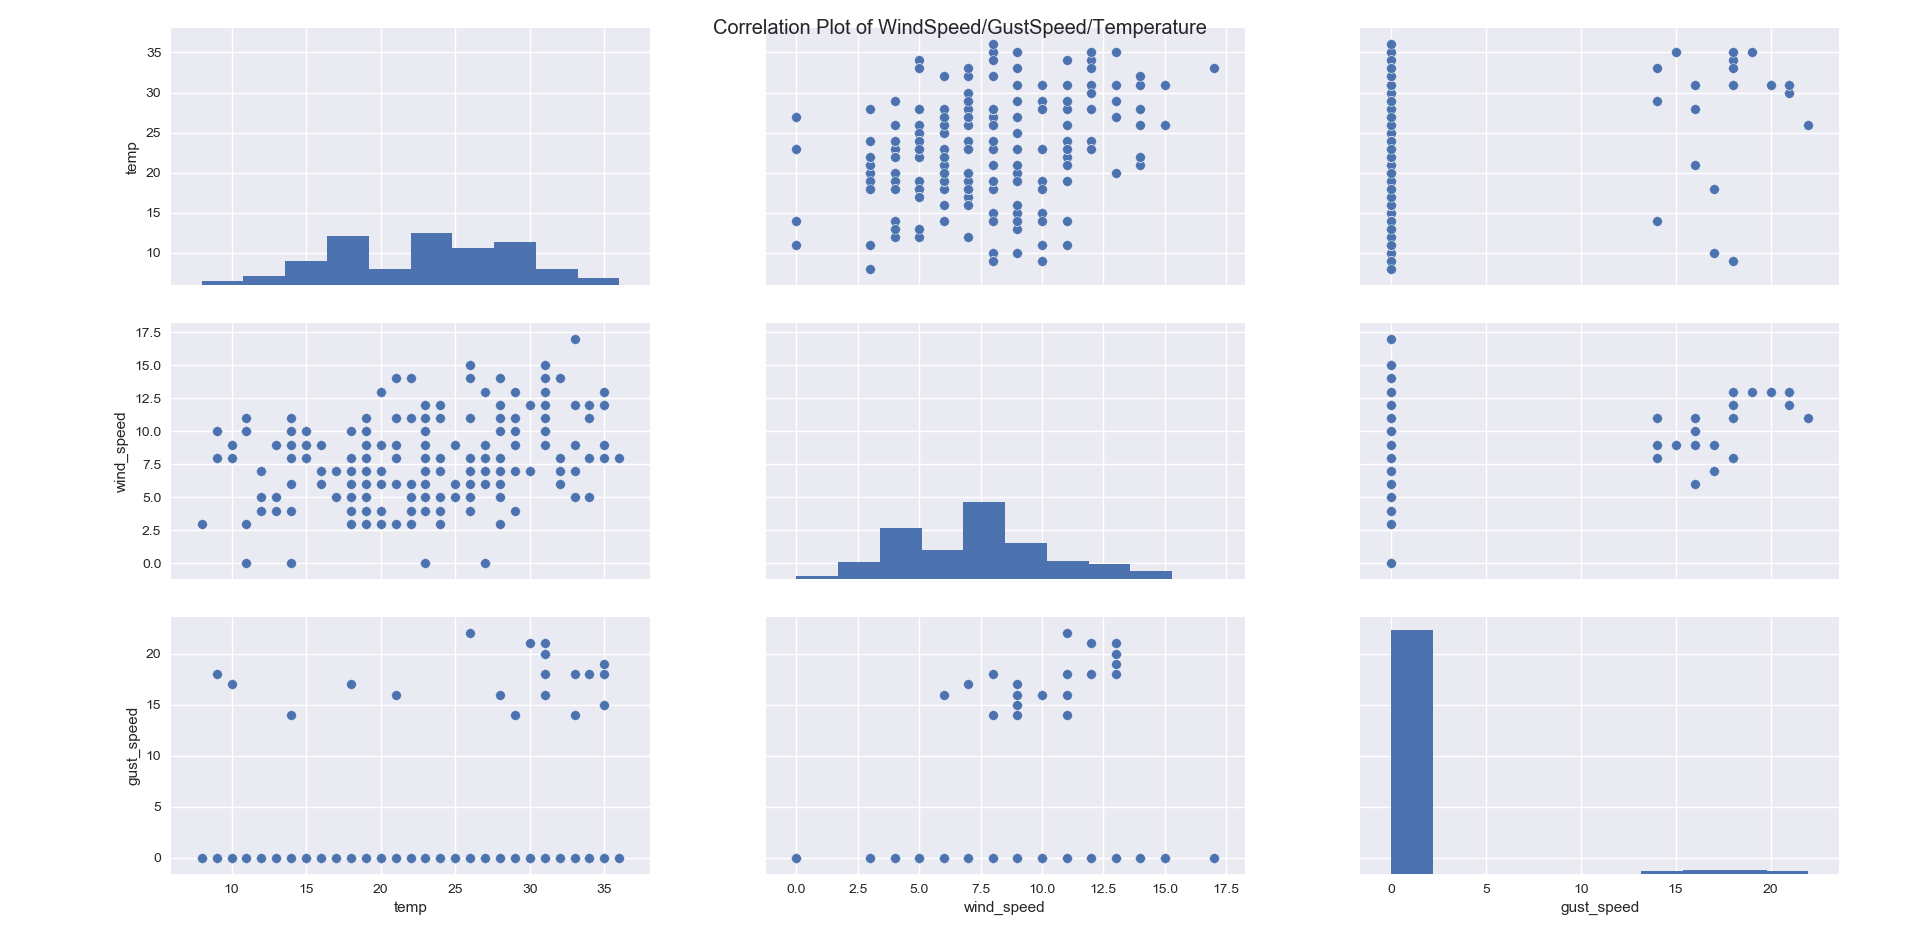 Correlation Plot of WindSpeed/GustSpeed/Temperature
35
30
25
20
15
10
temp
17.5
15.0
12.5
10.0
7.5
5.0
2.5
0.0
wind_speed
20
15
10
5
0
gust_speed
10 15 20 25 30 35
temp
0.0 2.5 5.0 7.5 10.0 12.5 15.0 17.5
wind_speed
0 5 10 15 20
gust_speed